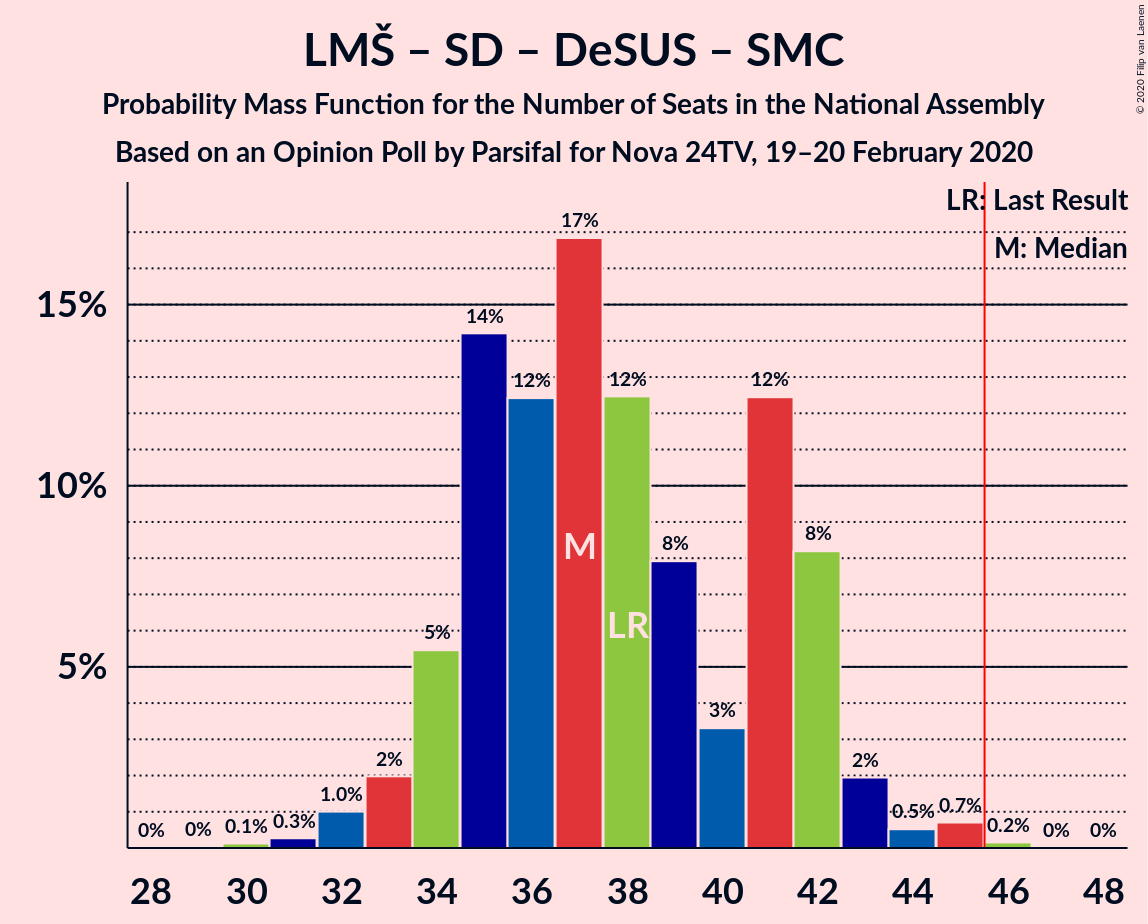 LMŠ – SD – DeSUS – SMC
Probability Mass Function for the Number of Seats in the National Assembly
Based on an Opinion Poll by Parsifal for Nova 24TV, 19–20 February 2020
© 2020 Filip van Laenen
LR: Last Result
M: Median
15%
10%
5%
0%
0%
0.1%
0.3%
1.0%
2%
5%
14%
12%
17%
12%
8%
3%
12%
8%
2%
0.5%
0.7%
0.2%
0%
0%
M
LR
28 30 32 34 36 38 40 42 44 46 48